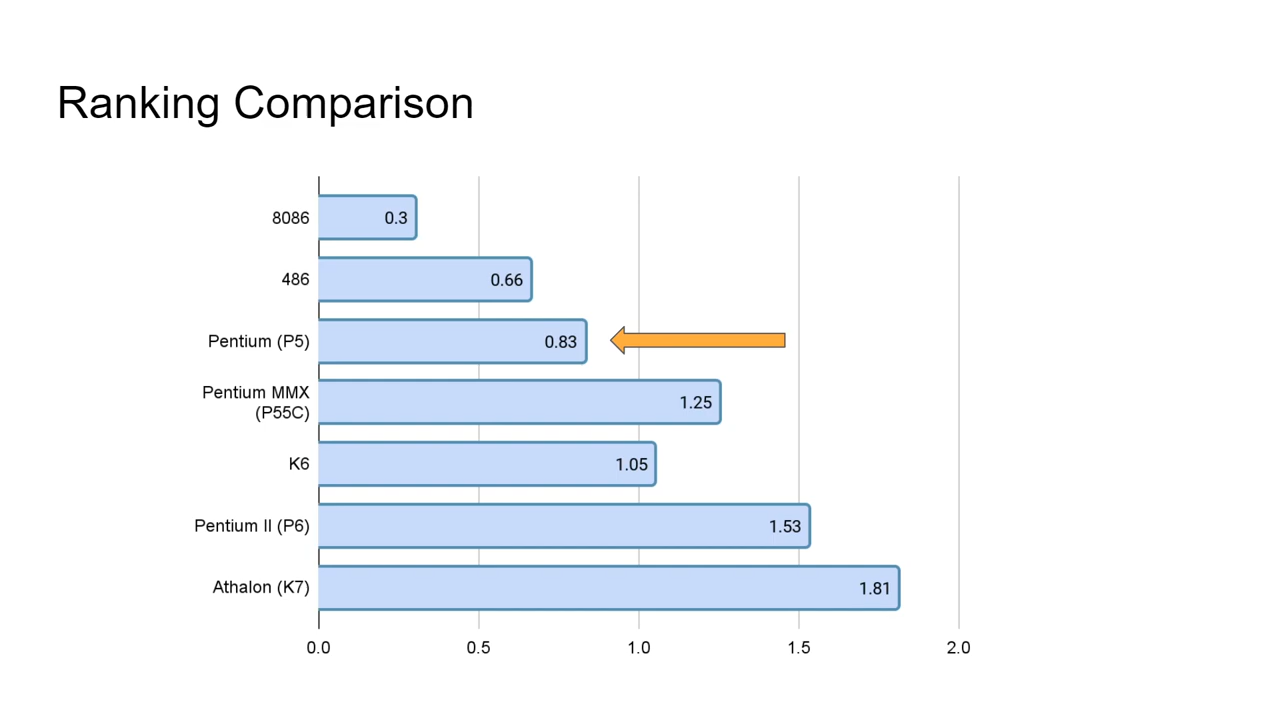 Ranking Comparison
8086
0.3
486
0.66
Pentium (P5)
0.83
Pentium MMX
(P55C)
1.25
K6
1.05
Pentium II (P6)
1.53
Athalon (K7)
1.81
0.0
0.5
1.0
1.5
2.0